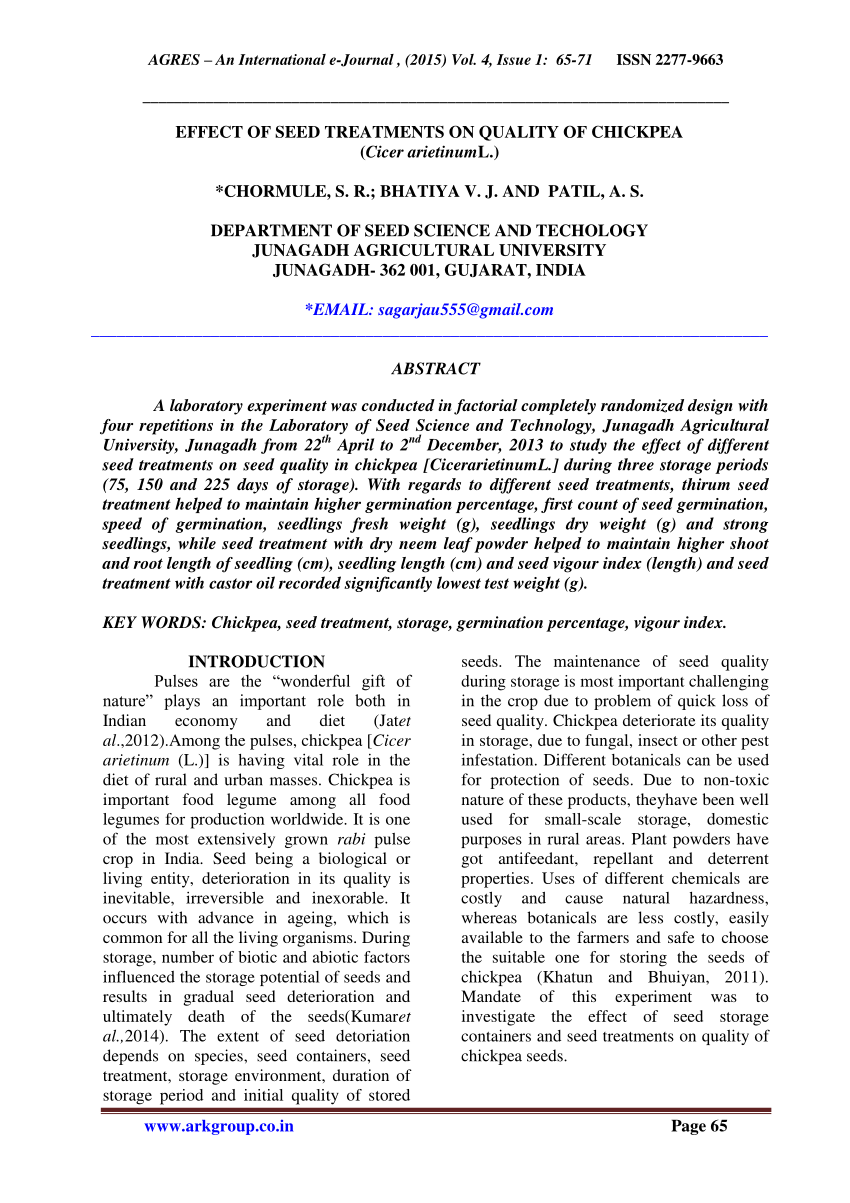 AGRES – An International e-Journal , (2015) Vol. 4, Issue 1: 65-71 ISSN 2277-9663
EFFECT OF SEED TREATMENTS ON QUALITY OF CHICKPEA
(Cicer arietinumL.)
*CHORMULE, S. R.; BHATIYA V. J. AND PATIL, A. S.
DEPARTMENT OF SEED SCIENCE AND TECHOLOGY
JUNAGADH AGRICULTURAL UNIVERSITY
JUNAGADH- 362 001, GUJARAT, INDIA
*EMAIL: sagarjau555@gmail.com
ABSTRACT
A laboratory experiment was conducted in factorial completely randomized design with
four repetitions in the Laboratory of Seed Science and Technology, Junagadh Agricultural
University, Junagadh from 22th April to 2nd December, 2013 to study the effect of different
seed treatments on seed quality in chickpea [CicerarietinumL.] during three storage periods
(75, 150 and 225 days of storage). With regards to different seed treatments, thirum seed
treatment helped to maintain higher germination percentage, first count of seed germination,
speed of germination, seedlings fresh weight (g), seedlings dry weight (g) and strong
seedlings, while seed treatment with dry neem leaf powder helped to maintain higher shoot
and root length of seedling (cm), seedling length (cm) and seed vigour index (length) and seed
treatment with castor oil recorded significantly lowest test weight (g).
KEY WORDS: Chickpea, seed treatment, storage, germination percentage, vigour index.
INTRODUCTION
Pulses are the “wonderful gift of
nature” plays an important role both in
Indian economy and diet (Jatet
al.,2012).Among the pulses, chickpea [Cicer
arietinum (L.)] is having vital role in the
diet of rural and urban masses. Chickpea is
important food legume among all food
legumes for production worldwide. It is one
of the most extensively grown rabi pulse
crop in India. Seed being a biological or
living entity, deterioration in its quality is
inevitable, irreversible and inexorable. It
occurs with advance in ageing, which is
common for all the living organisms. During
storage, number of biotic and abiotic factors
influenced the storage potential of seeds and
results in gradual seed deterioration and
ultimately death of the seeds(Kumaret
al.,2014). The extent of seed detoriation
depends on species, seed containers, seed
treatment, storage environment, duration of
storage period and initial quality of stored
seeds. The maintenance of seed quality
during storage is most important challenging
in the crop due to problem of quick loss of
seed quality. Chickpea deteriorate its quality
in storage, due to fungal, insect or other pest
infestation. Different botanicals can be used
for protection of seeds. Due to non-toxic
nature of these products, theyhave been well
used for small-scale storage, domestic
purposes in rural areas. Plant powders have
got antifeedant, repellant and deterrent
properties. Uses of different chemicals are
costly and cause natural hazardness,
whereas botanicals are less costly, easily
available to the farmers and safe to choose
the suitable one for storing the seeds of
chickpea (Khatun and Bhuiyan, 2011).
Mandate of this experiment was to
investigate the effect of seed storage
containers and seed treatments on quality of
chickpea seeds.
www.arkgroup.co.in Page 65